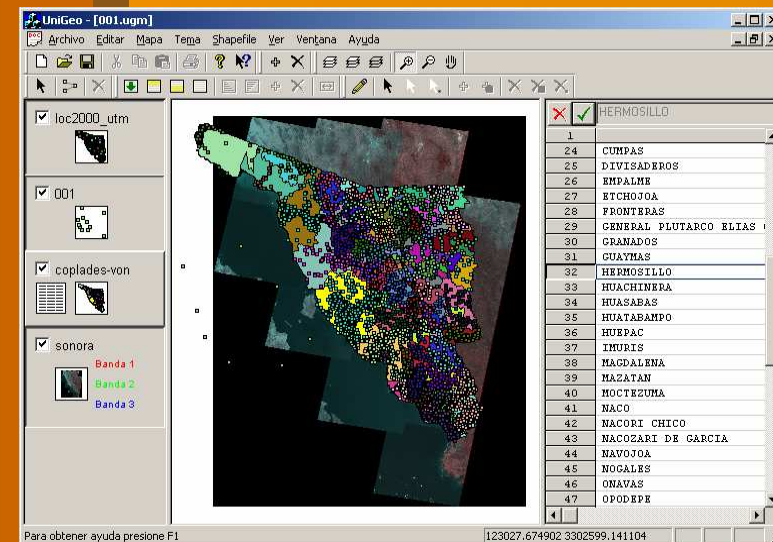 UniGeo - [001.ugm]
Archivo Editar Mapa Tema Shapefile Ver Ventana Ayuda
loc2000_utm
001
coplades-von
sonora
Banda 1
Banda 2
Banda 3
HERMOSILLO
1
24 CUMPAS
25 DIVISADEROS
26 EMPALME
27 ETCHOJOA
28 FRONTERAS
29 GENERAL PLUTARCO ELIAS
30 GRANADOS
31 GUAYMAS
32 HERMOSILLO
33 HUACHINERA
34 HUASABAS
35 HUATABAMPO
36 HUEPAC
37 IMURIS
38 MAGDALENA
39 MAZATAN
40 MOCTEZUMA
41 NACO
42 NACORI CHICO
43 NACOZARI DE GARCIA
44 NAVOJOA
45 NOGALES
46 ONAVAS
47 OPODEPE
Para obtener ayuda presione F1
123027.674902 3302599.141104